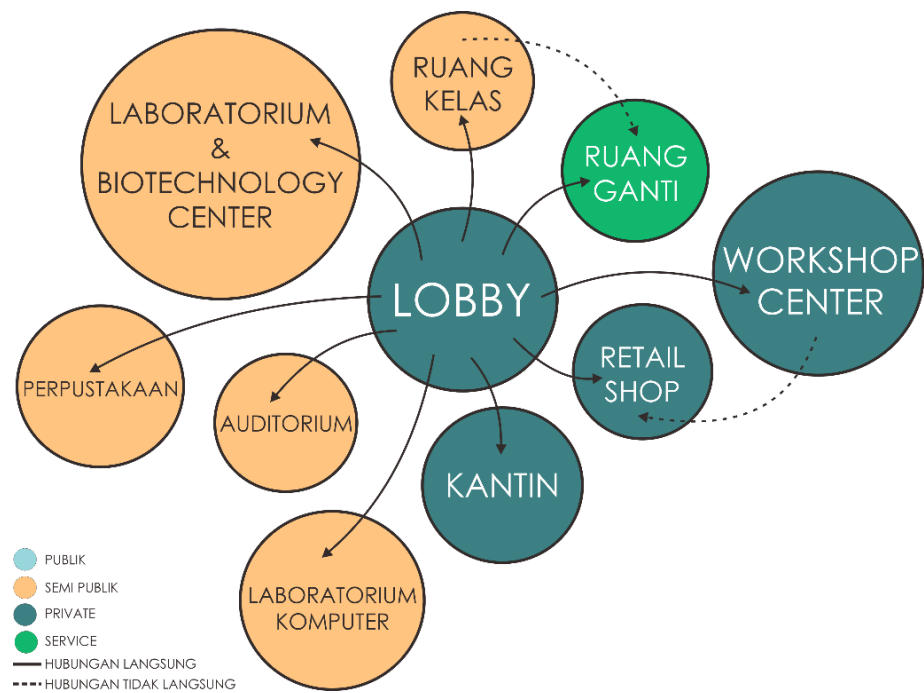 RUANG
KELAS
LABORATORIUM
&
BIOTECHNOLOGY
CENTER
RUANG
GANTI
WORKSHOP
CENTER
LOBBY
RETAIL
SHOP
PERPUSTAKAAN
AUDITORIUM
KANTIN
LABORATORIUM
KOMPUTER
PUBLIK
SEMI PUBLIK
PRIVATE
SERVICE
HUBUNGAN LANGSUNG
HUBUNGAN TIDAK LANGSUNG